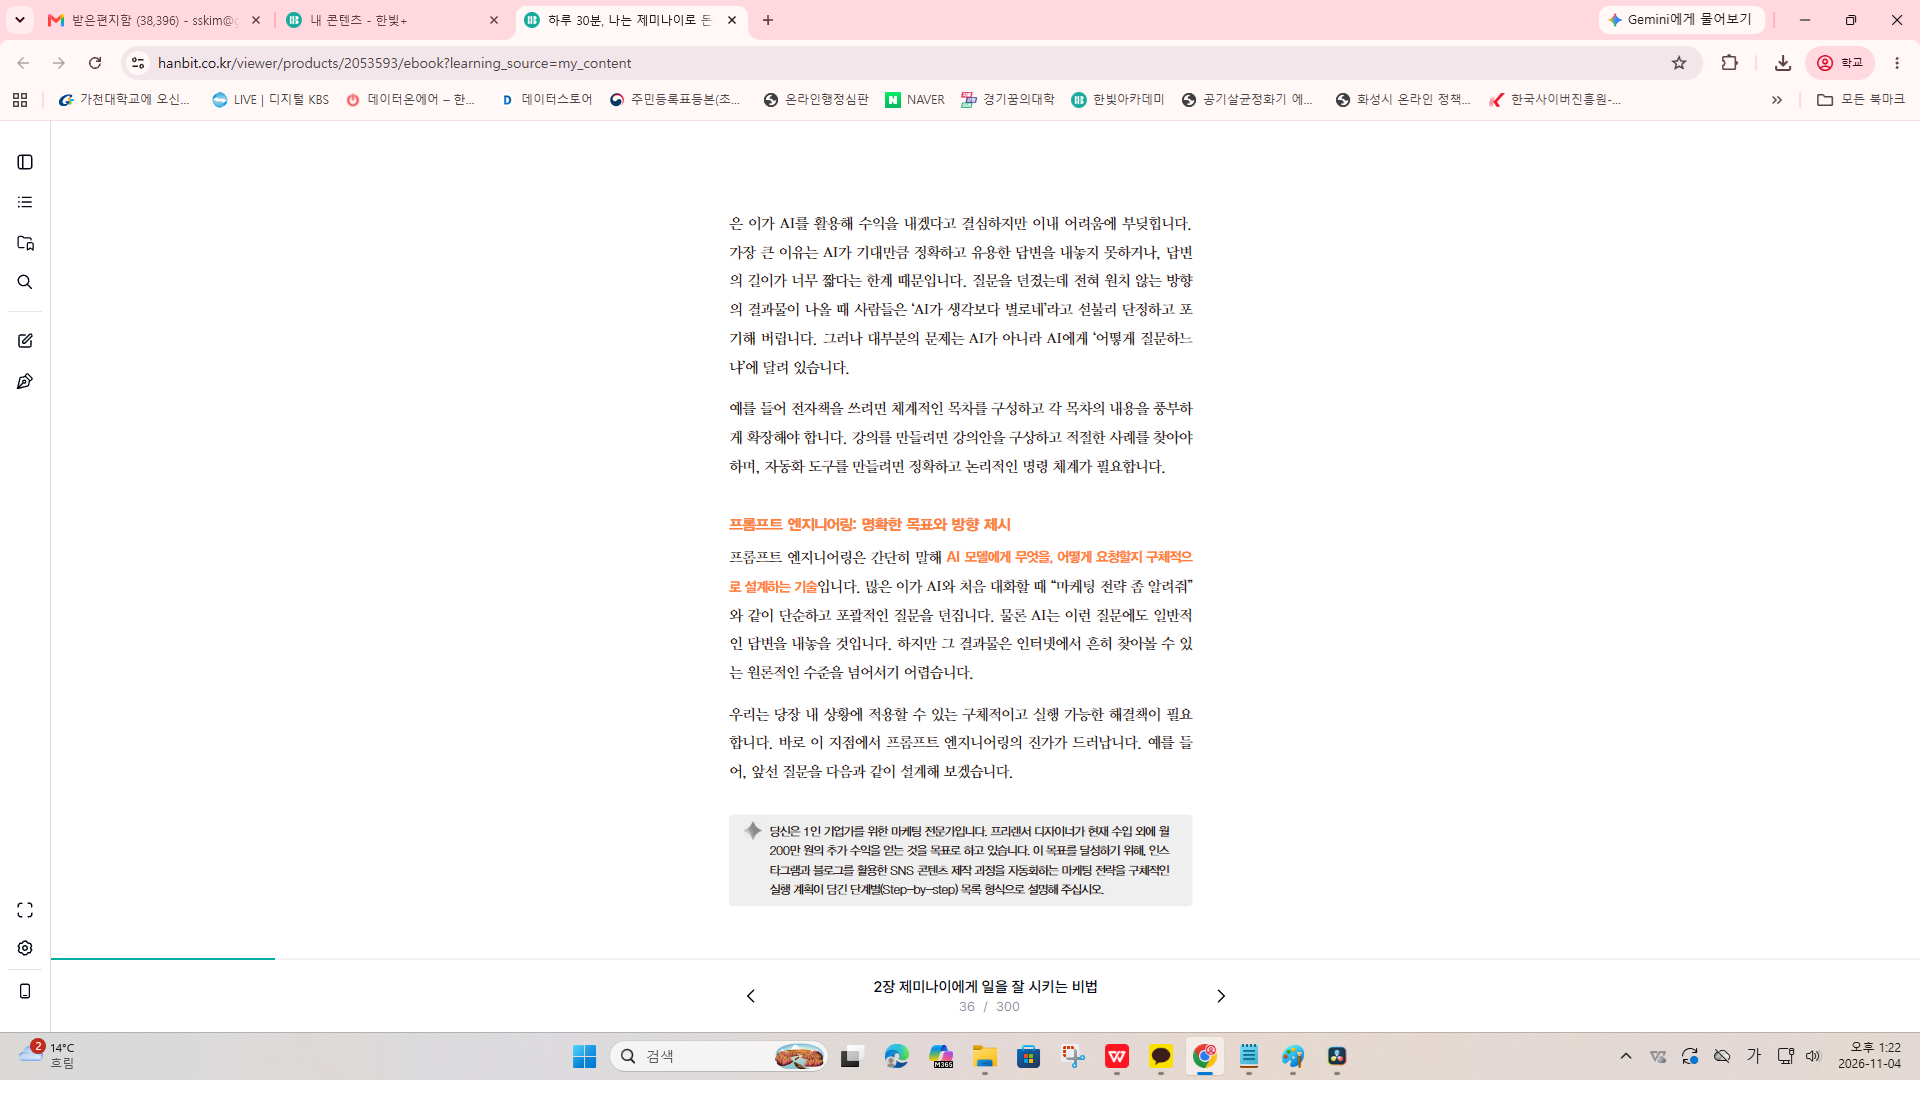 받은편지함 (38,396) - sskim@g
내 콘텐츠 - 한빛+
하루 30분, 나는 제미나이로 돈
Gemini에게 물어보기
hanbit.co.kr/viewer/products/2053593/ebook?learning_source=my_content
학교
가천대학교에 오신...
LIVE | 디지털 KBS
데이터온에어 – 한...
데이터스토어
주민등록표등본(초...
온라인행정심판
NAVER
경기꿈의대학
한빛아카데미
공기살균정화기 에...
화성시 온라인 정책...
한국사이버진흥원-...
모든 북마크
은 이가 AI를 활용해 수익을 내겠다고 결심하지만 이내 어려움에 부딪힙니다.
가장 큰 이유는 AI가 기대만큼 정확하고 유용한 답변을 내놓지 못하거나, 답변
의 길이가 너무 짧다는 한계 때문입니다. 질문을 던졌는데 전혀 원치 않는 방향
의 결과물이 나올 때 사람들은 ‘AI가 생각보다 별로네’라고 선불리 단정하고 포
기해 버립니다. 그러나 대부분의 문제는 AI가 아니라 AI에게 ‘어떻게 질문하느
냐’에 달려 있습니다.
예를 들어 전자책을 쓰려면 체계적인 목차를 구성하고 각 목차의 내용을 풍부하
게 확장해야 합니다. 강의를 만들려면 강의안을 구상하고 적절한 사례를 찾아야
하며, 자동화 도구를 만들려면 정확하고 논리적인 명령 체계가 필요합니다.
프롬프트 엔지니어링: 명확한 목표와 방향 제시
프롬프트 엔지니어링은 간단히 말해 AI 모델에게 무엇을, 어떻게 요청할지 구체적으
로 설계하는 기술입니다. 많은 이가 AI와 처음 대화할 때 “마케팅 전략 좀 알려줘”
와 같이 단순하고 포괄적인 질문을 던집니다. 물론 AI는 이런 질문에도 일반적
인 답변을 내놓을 것입니다. 하지만 그 결과물은 인터넷에서 흔히 찾아볼 수 있
는 원론적인 수준을 넘어서기 어렵습니다.
우리는 당장 내 상황에 적용할 수 있는 구체적이고 실행 가능한 해결책이 필요
합니다. 바로 이 지점에서 프롬프트 엔지니어링의 진가가 드러납니다. 예를 들
어, 앞선 질문을 다음과 같이 설계해 보겠습니다.
당신은 1인 기업가를 위한 마케팅 전문가입니다. 프리랜서 디자이너가 현재 수입 외에 월
200만 원의 추가 수익을 얻는 것을 목표로 하고 있습니다. 이 목표를 달성하기 위해, 인스
타그램과 블로그를 활용한 SNS 콘텐츠 제작 과정을 자동화하는 마케팅 전략을 구체적인
실행 계획이 담긴 단계별(Step-by-step) 목록 형식으로 설명해 주십시오.
2장 제미나이에게 일을 잘 시키는 비법
36 / 300
2
14°C
흐림
검색
M365
가
오후 1:22
2026-11-04